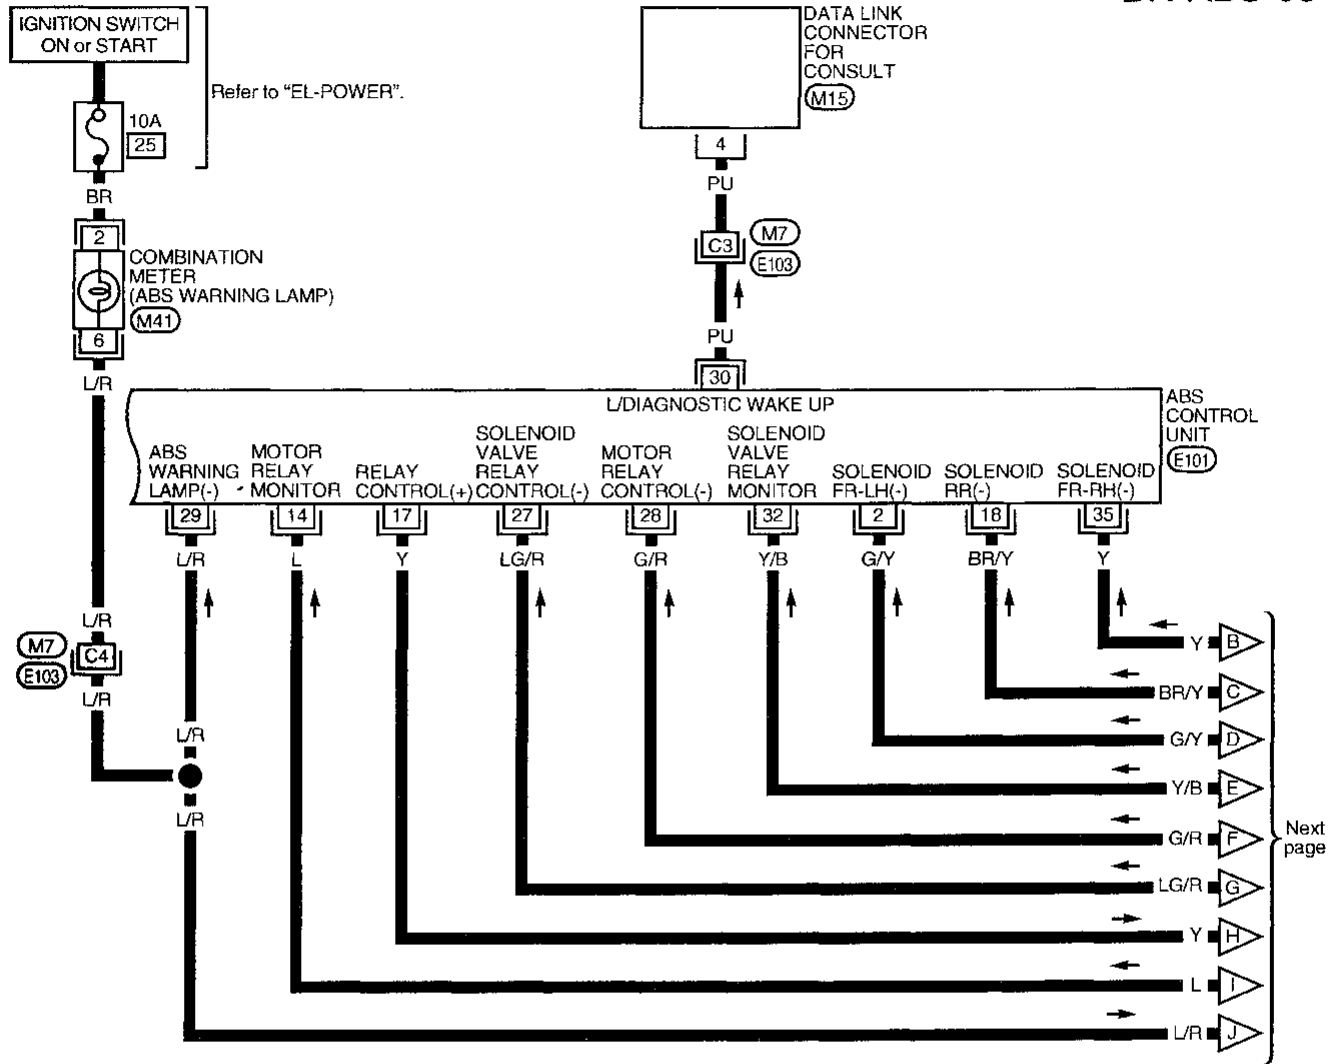 IGNITION SWITCH
ON or START
Refer to “EL-POWER”.
10A
25
BR
2
COMBINATION
METER
(ABS WARNING LAMP)
M41
6
L/R
DATA LINK
CONNECTOR
FOR
CONSULT
M15
4
PU
C3
M7
E103
PU
30
L/DIAGNOSTIC WAKE UP
ABS
CONTROL
UNIT
E101
ABS
WARNING
LAMP(-)
MOTOR
RELAY
MONITOR
RELAY
CONTROL(+)
SOLENOID
VALVE
RELAY
CONTROL(-)
MOTOR
RELAY
CONTROL(-)
SOLENOID
VALVE
RELAY
MONITOR
SOLENOID
FR-LH(-)
SOLENOID
RR(-)
SOLENOID
FR-RH(-)
29 14 17 27 28 32 2 18 35
L/R L Y LG/R G/R Y/B G/Y BR/Y Y
L/R
M7
E103
C4
L/R
L/R
L/R
Y B
BR/Y C
G/Y D
Y/B E
G/R F
LG/R G
Y H
L I
L/R J
Next
page